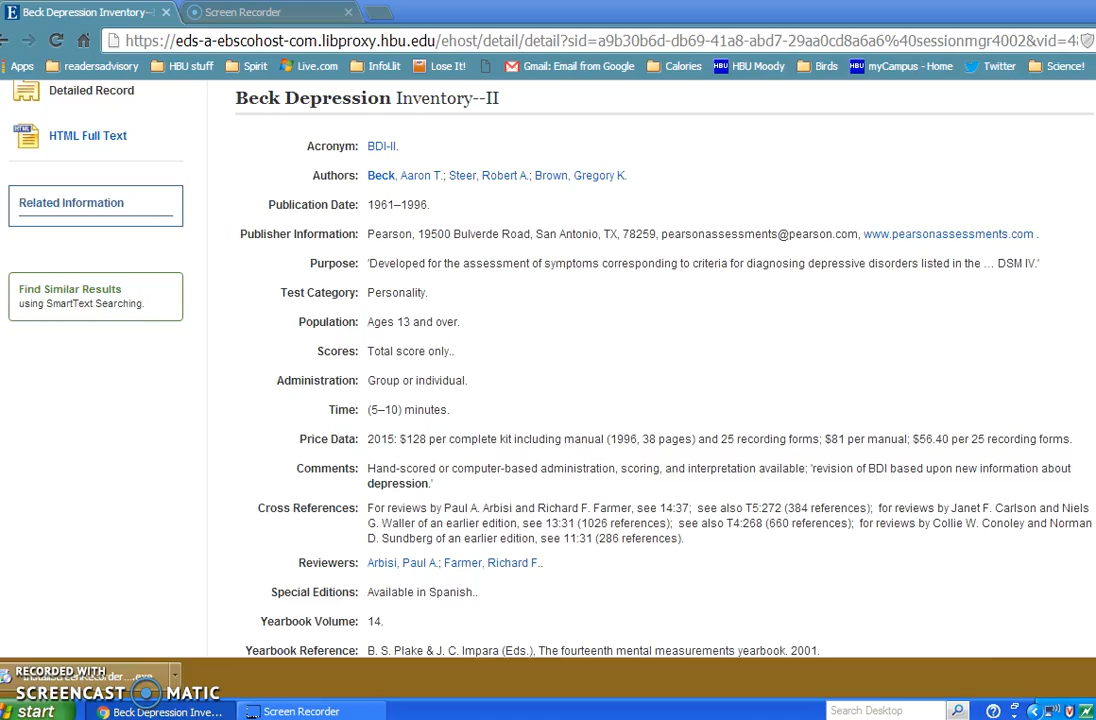 Beck Depression Inventory-- ×
Screen Recorder ×
https://eds-a-ebscohost-com.libproxy.hbu.edu/ehost/detail/detail?sid=a9b30b6d-db69-41a8-abd7-29aa0cd8a6a6%40sessionmgr4002&vid=4
Apps readersadvisory HBU stuff Spirit Live.com InfoLit Lose It! Gmail: Email from Google Calories HBU HBU Moody Birds HBU myCampus - Home Twitter Science!
Detailed Record
HTML Full Text
Related Information
Find Similar Results
using SmartText Searching.
Beck Depression Inventory--II
Acronym: BDI-II.
Authors: Beck, Aaron T.; Steer, Robert A.; Brown, Gregory K.
Publication Date: 1961–1996.
Publisher Information: Pearson, 19500 Bulverde Road, San Antonio, TX, 78259, pearsonassessments@pearson.com, www.pearsonassessments.com .
Purpose: 'Developed for the assessment of symptoms corresponding to criteria for diagnosing depressive disorders listed in the … DSM IV.'
Test Category: Personality.
Population: Ages 13 and over.
Scores: Total score only..
Administration: Group or individual.
Time: (5–10) minutes.
Price Data: 2015: $128 per complete kit including manual (1996, 38 pages) and 25 recording forms; $81 per manual; $56.40 per 25 recording forms.
Comments: Hand-scored or computer-based administration, scoring, and interpretation available; 'revision of BDI based upon new information about
depression.'
Cross References: For reviews by Paul A. Arbisi and Richard F. Farmer, see 14:37; see also T5:272 (384 references); for reviews by Janet F. Carlson and Niels
G. Waller of an earlier edition, see 13:31 (1026 references); see also T4:268 (660 references); for reviews by Collie W. Conoley and Norman
D. Sundberg of an earlier edition, see 11:31 (286 references).
Reviewers: Arbisi, Paul A.; Farmer, Richard F..
Special Editions: Available in Spanish..
Yearbook Volume: 14.
Yearbook Reference: B. S. Plake & J. C. Impara (Eds.), The fourteenth mental measurements yearbook. 2001.
RECORDED WITH
SCREENCAST MATIC
start Beck Depression Inve... Screen Recorder Search Desktop